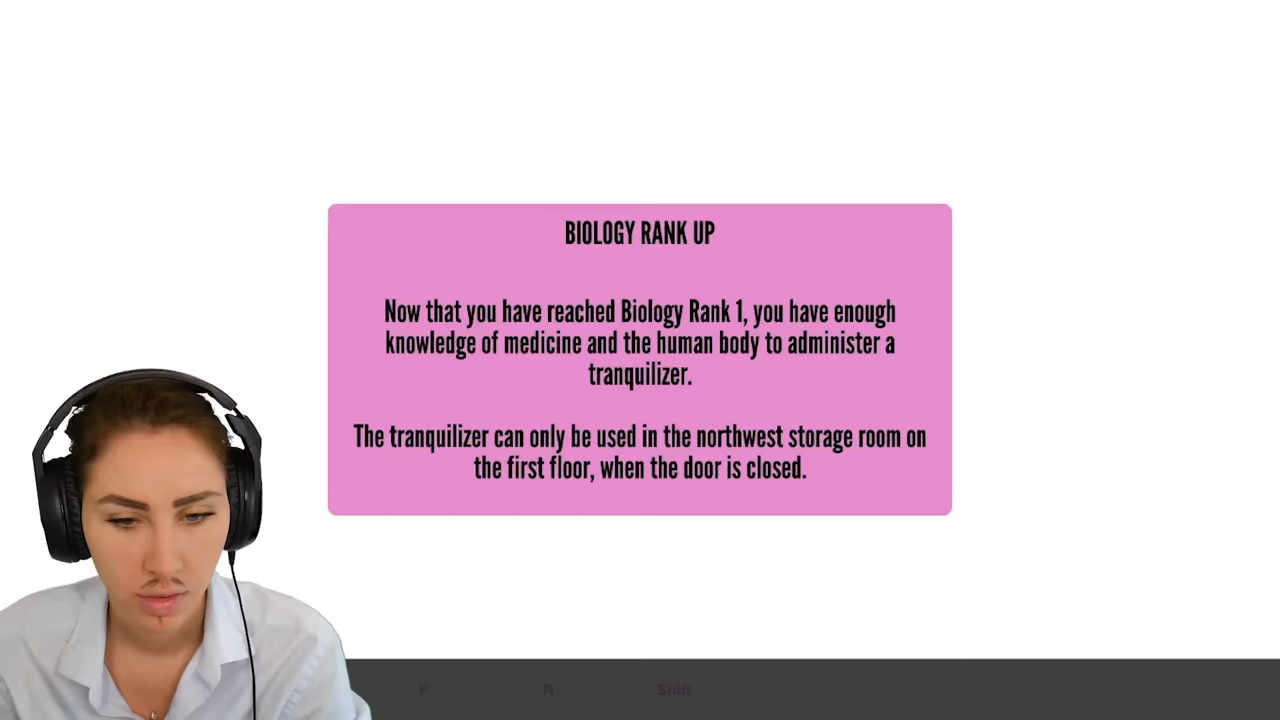 BIOLOGY RANK UP
Now that you have reached Biology Rank 1, you have enough
knowledge of medicine and the human body to administer a
tranquilizer.
The tranquilizer can only be used in the northwest storage room on
the first floor, when the door is closed.
F R Shift